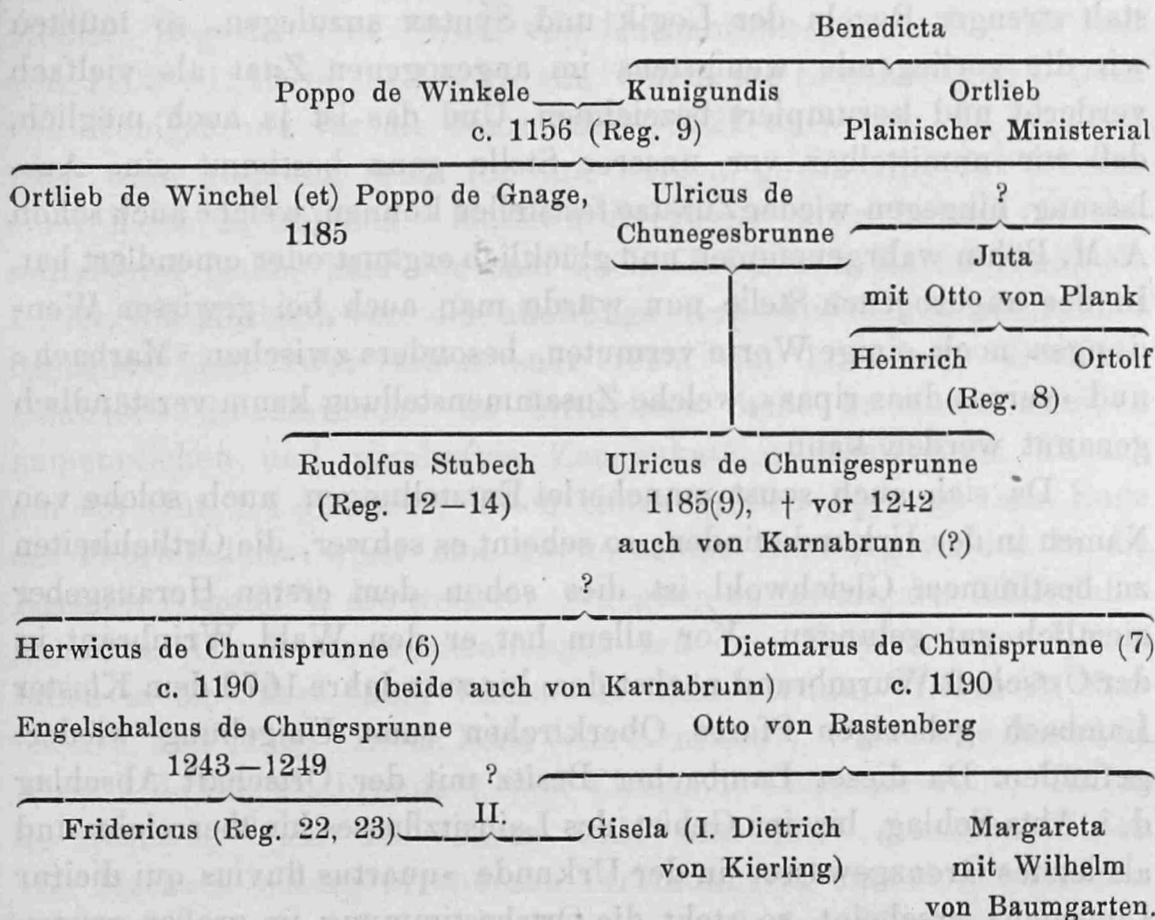 Benedicta
Poppo de Winkele Kunigundis Ortlieb
c. 1156 (Reg. 9) Plainischer Ministerial
Ortlieb de Winchel (et) Poppo de Gnage, Ulricus de ?
1185 Chunegesbrunne Juta
mit Otto von Plank
Heinrich Ortolf
(Reg. 8)
Rudolfus Stubech Ulricus de Chunigesprunne
(Reg. 12—14) 1185(9), † vor 1242
auch von Karnabrunn (?)
?
Herwicus de Chunisprunne (6) Dietmarus de Chunisprunne (7)
c. 1190 (beide auch von Karnabrunn) c. 1190
Engelschalcus de Chungsprunne Otto von Rastenberg
1243—1249 ?
Fridericus (Reg. 22, 23) II. Gisela (I. Dietrich Margareta
von Kierling) mit Wilhelm
von Baumgarten.